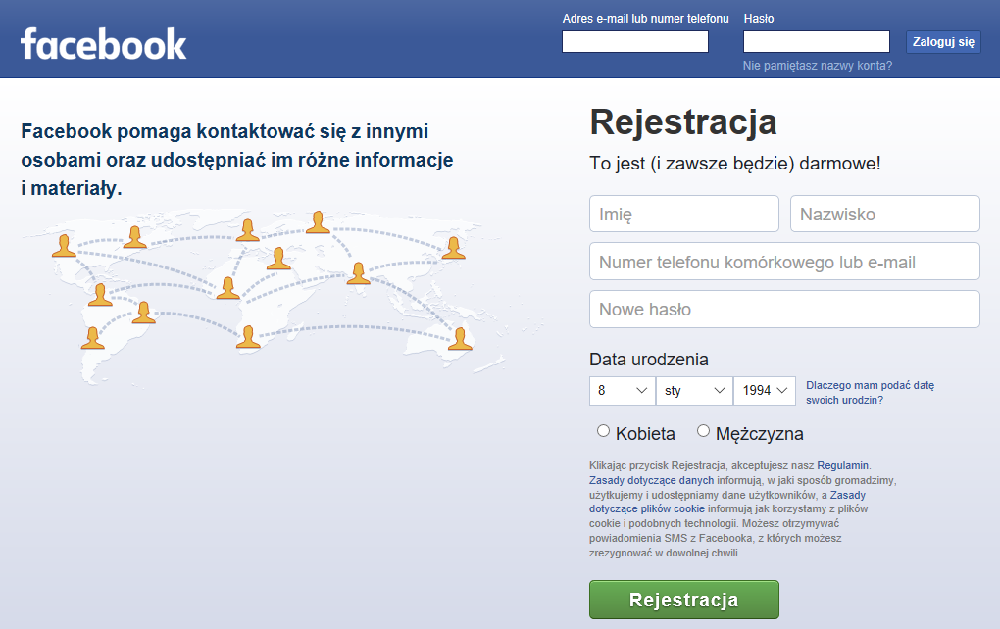 facebook
Adres e-mail lub numer telefonu
Hasło
Zaloguj się
Nie pamiętasz nazwy konta?
Facebook pomaga kontaktować się z innymi
osobami oraz udostępniać im różne informacje
i materiały.
Rejestracja
To jest (i zawsze będzie) darmowe!
Imię
Nazwisko
Numer telefonu komórkowego lub e-mail
Nowe hasło
Data urodzenia
8
sty
1994
Dlaczego mam podać datę
swoich urodzin?
Kobieta
Mężczyzna
Klikając przycisk Rejestracja, akceptujesz nasz Regulamin.
Zasady dotyczące danych informują, w jaki sposób gromadzimy,
użytkujemy i udostępniamy dane użytkowników, a Zasady
dotyczące plików cookie informują jak korzystamy z plików
cookie i podobnych technologii. Możesz otrzymywać
powiadomienia SMS z Facebooka, z których możesz
zrezygnować w dowolnej chwili.
Rejestracja